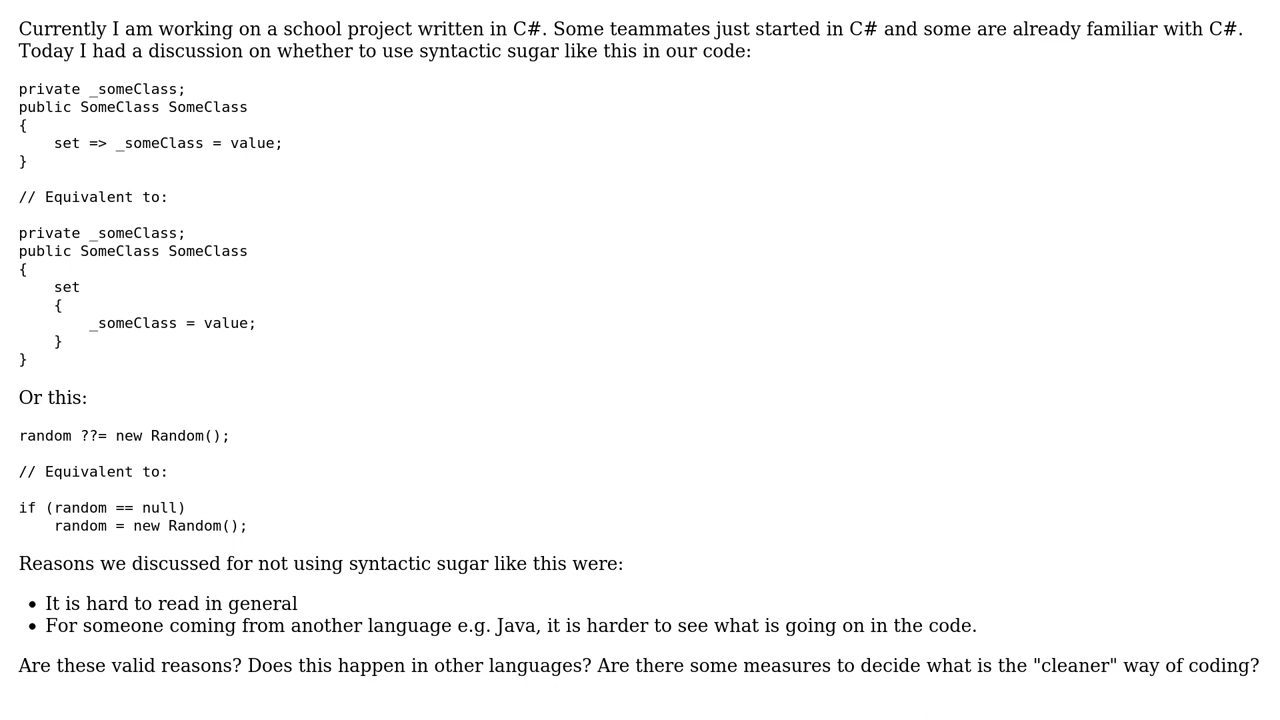 Currently I am working on a school project written in C#. Some teammates just started in C# and some are already familiar with C#.
Today I had a discussion on whether to use syntactic sugar like this in our code:
private _someClass;
public SomeClass SomeClass
{
    set => _someClass = value;
}
// Equivalent to:
private _someClass;
public SomeClass SomeClass
{
    set
    {
        _someClass = value;
    }
}
Or this:
random ??= new Random();
// Equivalent to:
if (random == null)
    random = new Random();
Reasons we discussed for not using syntactic sugar like this were:
• It is hard to read in general
• For someone coming from another language e.g. Java, it is harder to see what is going on in the code.
Are these valid reasons? Does this happen in other languages? Are there some measures to decide what is the "cleaner" way of coding?